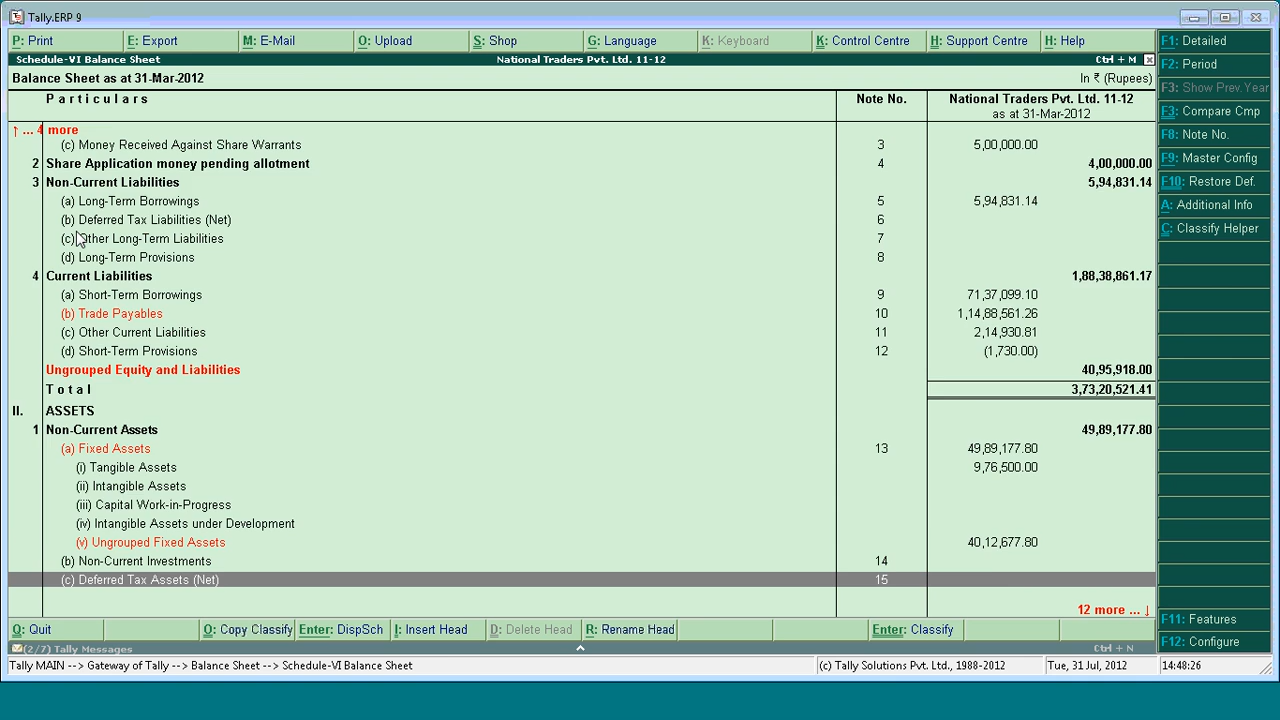 Tally.ERP 9
P: Print E: Export M: E-Mail O: Upload S: Shop G: Language K: Keyboard K: Control Centre H: Support Centre H: Help
Schedule-VI Balance Sheet National Traders Pvt. Ltd. 11-12 Ctrl + M
Balance Sheet as at 31-Mar-2012 In ₹ (Rupees)
Particulars Note No. National Traders Pvt. Ltd. 11-12
as at 31-Mar-2012
↑ ... 4 more
(c) Money Received Against Share Warrants 3 5,00,000.00
2 Share Application money pending allotment 4 4,00,000.00
3 Non-Current Liabilities 5,94,831.14
(a) Long-Term Borrowings 5 5,94,831.14
(b) Deferred Tax Liabilities (Net) 6
(c) Other Long-Term Liabilities 7
(d) Long-Term Provisions 8
4 Current Liabilities 1,88,38,861.17
(a) Short-Term Borrowings 9 71,37,099.10
(b) Trade Payables 10 1,14,88,561.26
(c) Other Current Liabilities 11 2,14,930.81
(d) Short-Term Provisions 12 (1,730.00)
Ungrouped Equity and Liabilities 40,95,918.00
Total 3,73,20,521.41
II. ASSETS
1 Non-Current Assets 49,89,177.80
(a) Fixed Assets 13 49,89,177.80
(i) Tangible Assets 9,76,500.00
(ii) Intangible Assets
(iii) Capital Work-in-Progress
(iv) Intangible Assets under Development
(v) Ungrouped Fixed Assets 40,12,677.80
(b) Non-Current Investments 14
(c) Deferred Tax Assets (Net) 15
12 more ... ↓
F1: Detailed
F2: Period
F3: Show Prev.Year
F3: Compare Cmp
F8: Note No.
F9: Master Config
F10: Restore Def.
A: Additional Info
C: Classify Helper
F11: Features
F12: Configure
Q: Quit O: Copy Classify Enter: DispSch I: Insert Head D: Delete Head R: Rename Head Enter: Classify
(2/7) Tally Messages Ctrl + N
Tally MAIN --> Gateway of Tally --> Balance Sheet --> Schedule-VI Balance Sheet (c) Tally Solutions Pvt. Ltd., 1988-2012 Tue, 31 Jul, 2012 14:48:26